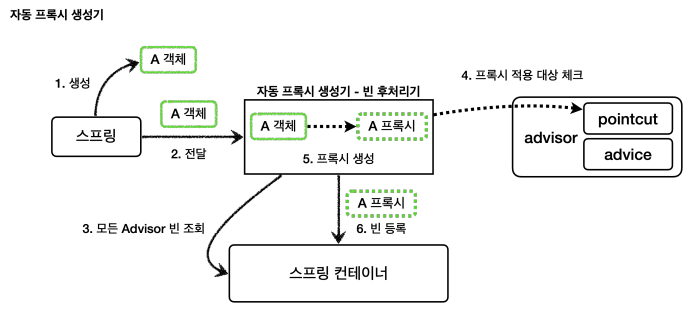 자동 프록시 생성기
A 객체
1. 생성
4. 프록시 적용 대상 체크
자동 프록시 생성기 - 빈 후처리기
A 객체
스프링
2. 전달
A 객체
A 프록시
5. 프록시 생성
advisor
pointcut
advice
3. 모든 Advisor 빈 조회
A 프록시
6. 빈 등록
스프링 컨테이너